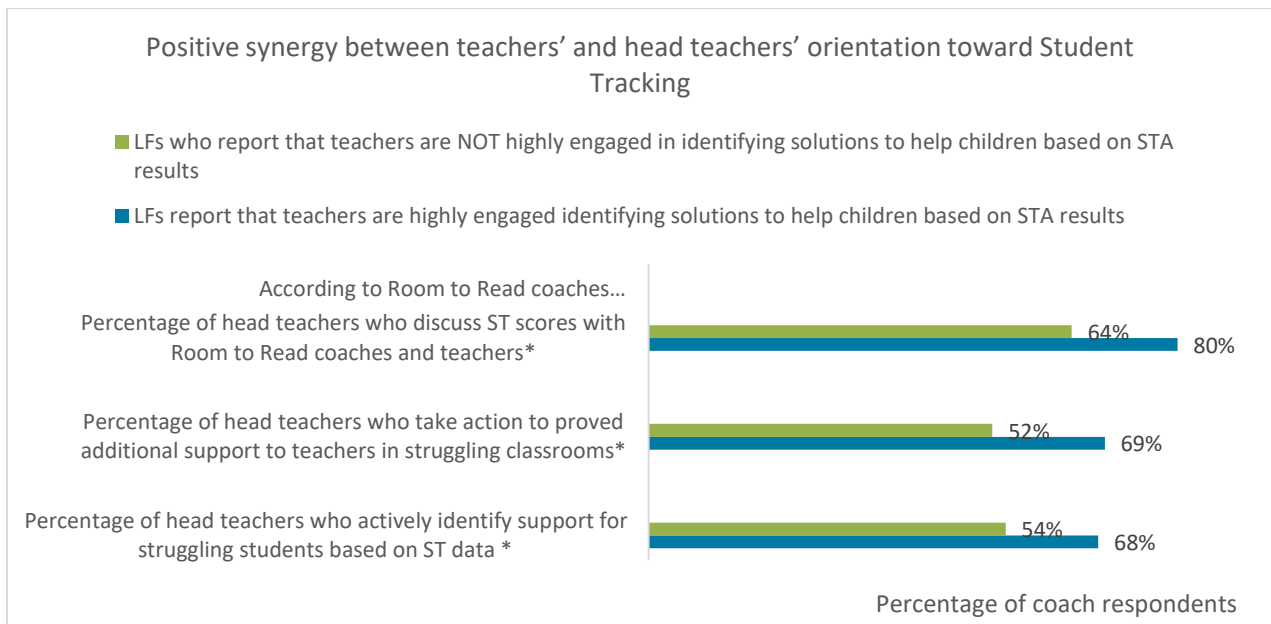 Positive synergy between teachers’ and head teachers’ orientation toward Student
Tracking
LFs who report that teachers are NOT highly engaged in identifying solutions to help children based on STA
results
LFs report that teachers are highly engaged identifying solutions to help children based on STA results
According to Room to Read coaches…
Percentage of head teachers who discuss ST scores with
Room to Read coaches and teachers*
64%
80%
Percentage of head teachers who take action to proved
additional support to teachers in struggling classrooms*
52%
69%
Percentage of head teachers who actively identify support for
struggling students based on ST data *
54%
68%
Percentage of coach respondents